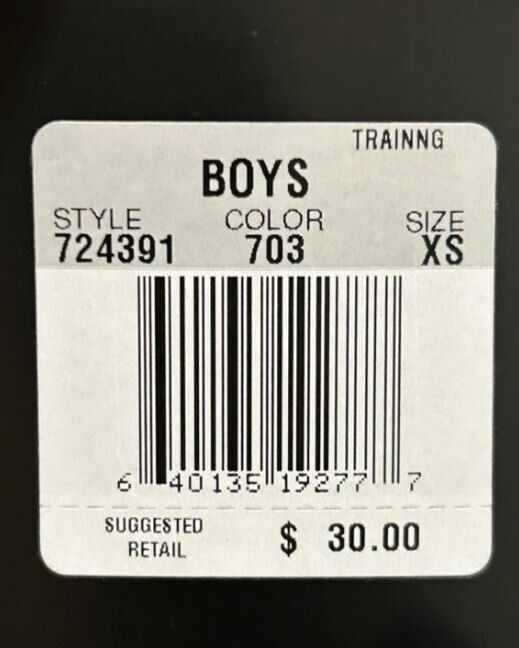 TRAINNG
BOYS
STYLE COLOR SIZE
724391 703 XS
6 40135 19277 7
SUGGESTED RETAIL $ 30.00